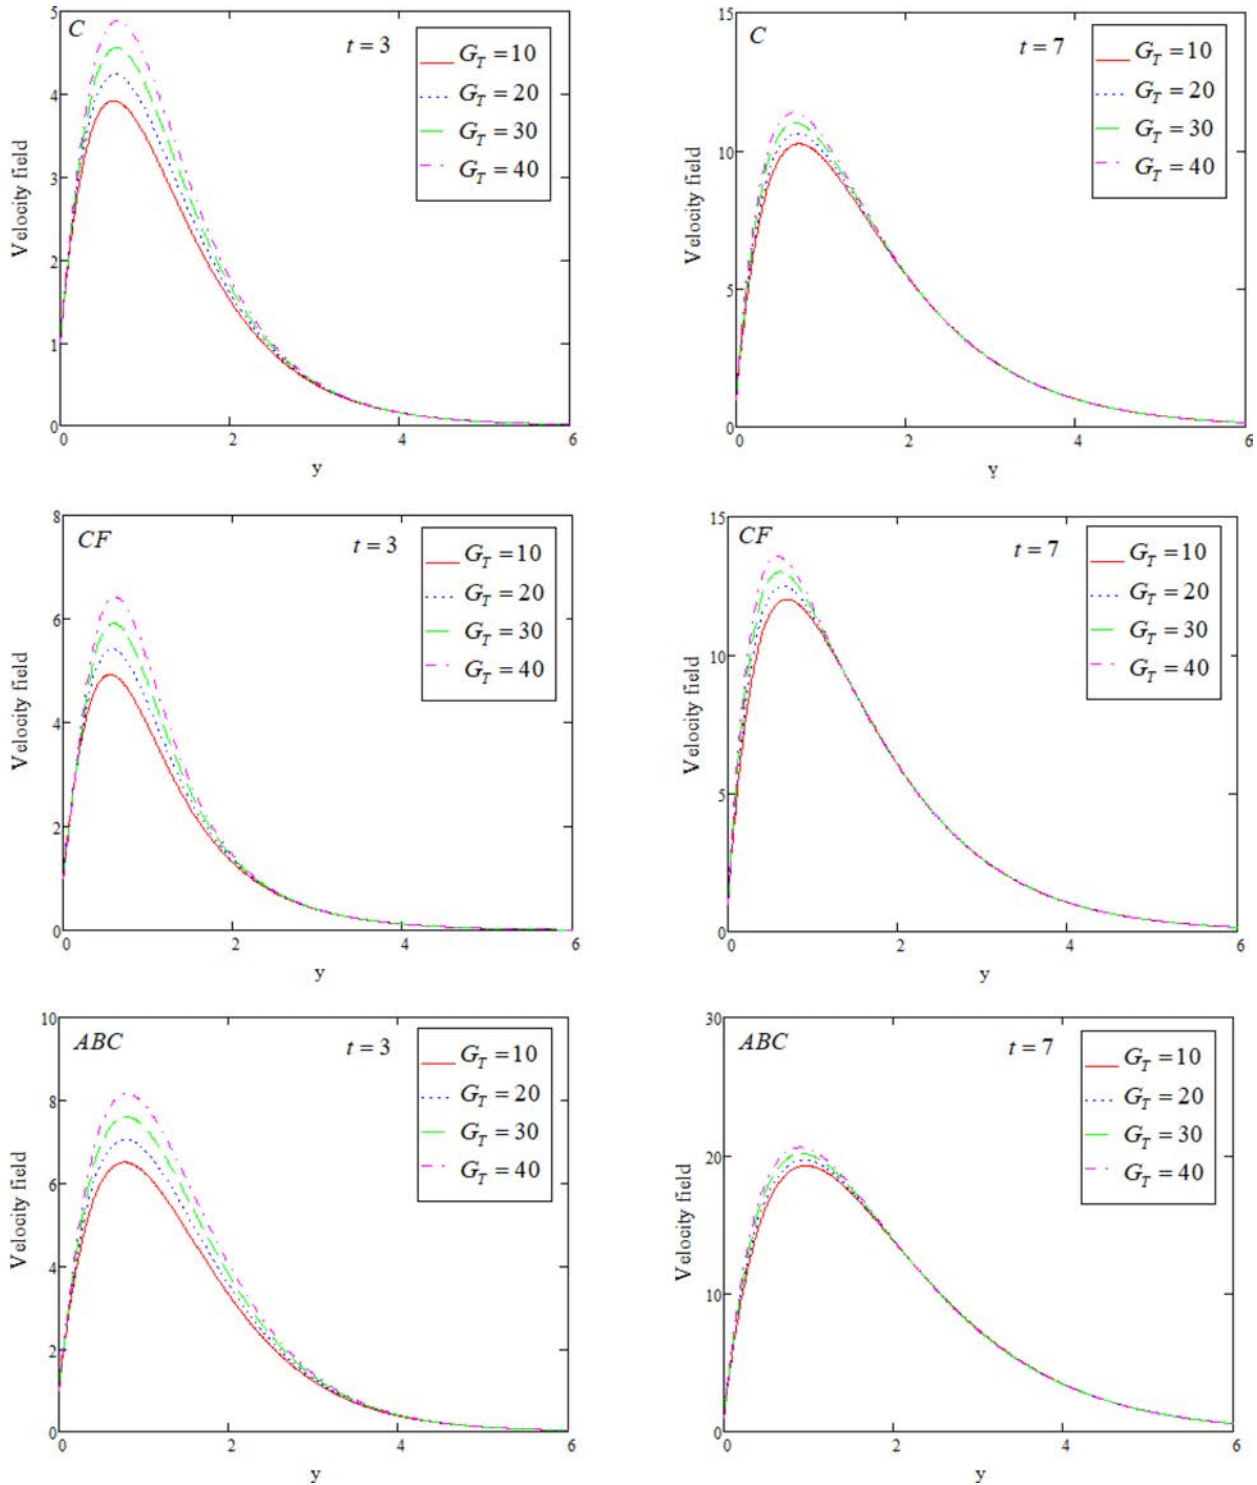 C
t = 3
G_T = 10
G_T = 20
G_T = 30
G_T = 40
5
4
3
2
1
0
Velocity field
0 2 4 6
y
C
t = 7
G_T = 10
G_T = 20
G_T = 30
G_T = 40
15
10
5
0
Velocity field
0 2 4 6
y
CF
t = 3
G_T = 10
G_T = 20
G_T = 30
G_T = 40
8
6
4
2
0
Velocity field
0 2 4 6
y
CF
t = 7
G_T = 10
G_T = 20
G_T = 30
G_T = 40
15
10
5
0
Velocity field
0 2 4 6
y
ABC
t = 3
G_T = 10
G_T = 20
G_T = 30
G_T = 40
10
8
6
4
2
0
Velocity field
0 2 4 6
y
ABC
t = 7
G_T = 10
G_T = 20
G_T = 30
G_T = 40
30
20
10
0
Velocity field
0 2 4 6
y